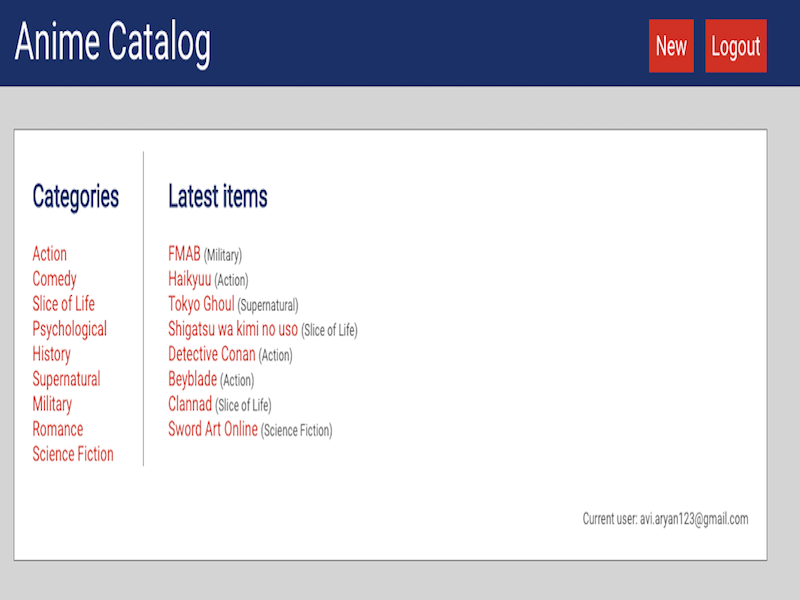 Anime Catalog
New
Logout
Categories
Action
Comedy
Slice of Life
Psychological
History
Supernatural
Military
Romance
Science Fiction
Latest items
FMAB (Military)
Haikyuu (Action)
Tokyo Ghoul (Supernatural)
Shigatsu wa kimi no uso (Slice of Life)
Detective Conan (Action)
Beyblade (Action)
Clannad (Slice of Life)
Sword Art Online (Science Fiction)
Current user: avi.aryan123@gmail.com